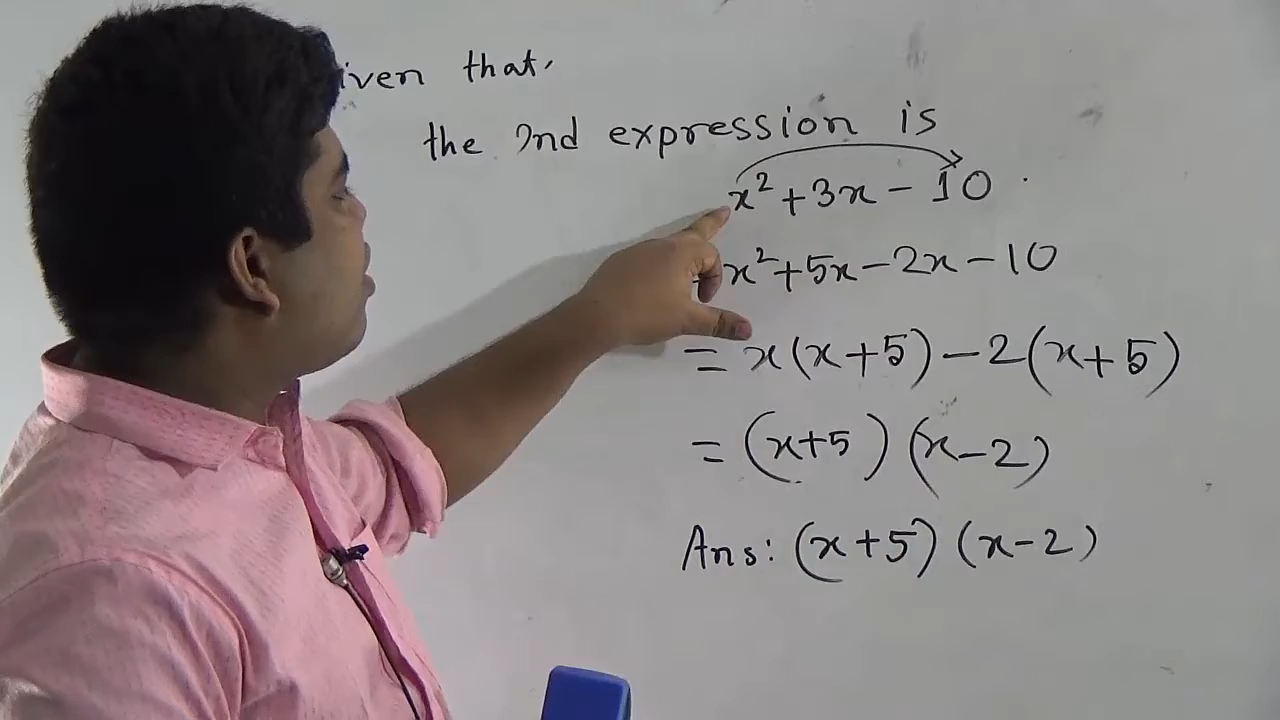 iven that,
the 2nd expression is
x²+3x-10.
x²+5x-2x-10
=x(x+5)-2(x+5)
=(x+5)(x-2)
Ans: (x+5)(x-2)